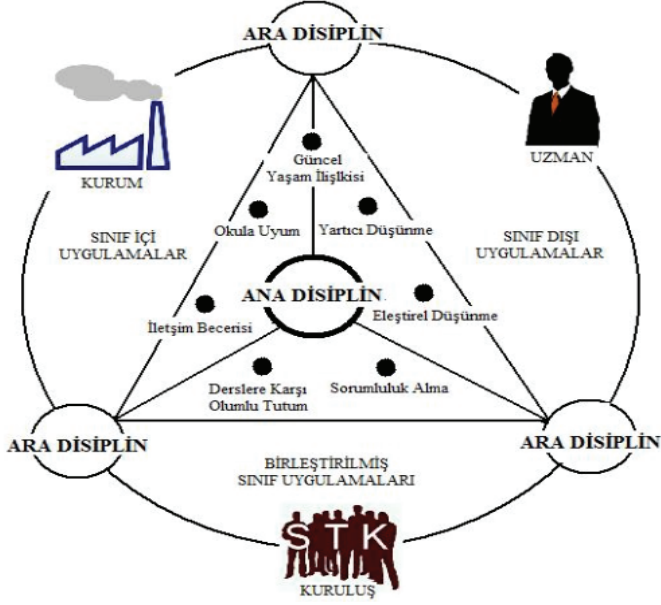 ARA DİSİPLİN
KURUM
UZMAN
Güncel
Yaşam İlişlkisi
Okula Uyum
Yartıcı Düşünme
SINIF İÇİ
UYGULAMALAR
SINIF DIŞI
UYGULAMALAR
ANA DİSİPLİN
İletşim Becerisi
Eleştirel Düşünme
Derslere Karşı
Olumlu Tutum
Sorumluluk Alma
ARA DİSİPLİN
ARA DİSİPLİN
BİRLEŞTİRİLMİŞ
SINIF UYGULAMALARI
STK
KURULUŞ